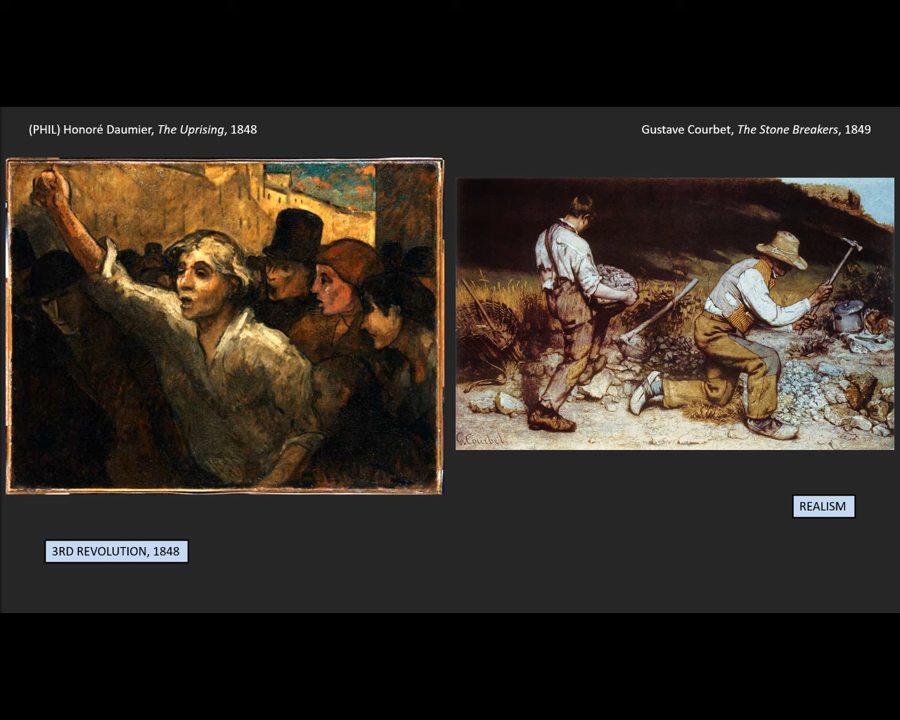 (PHIL) Honoré Daumier, The Uprising, 1848
Gustave Courbet, The Stone Breakers, 1849
G. Courbet.
REALISM
3RD REVOLUTION, 1848